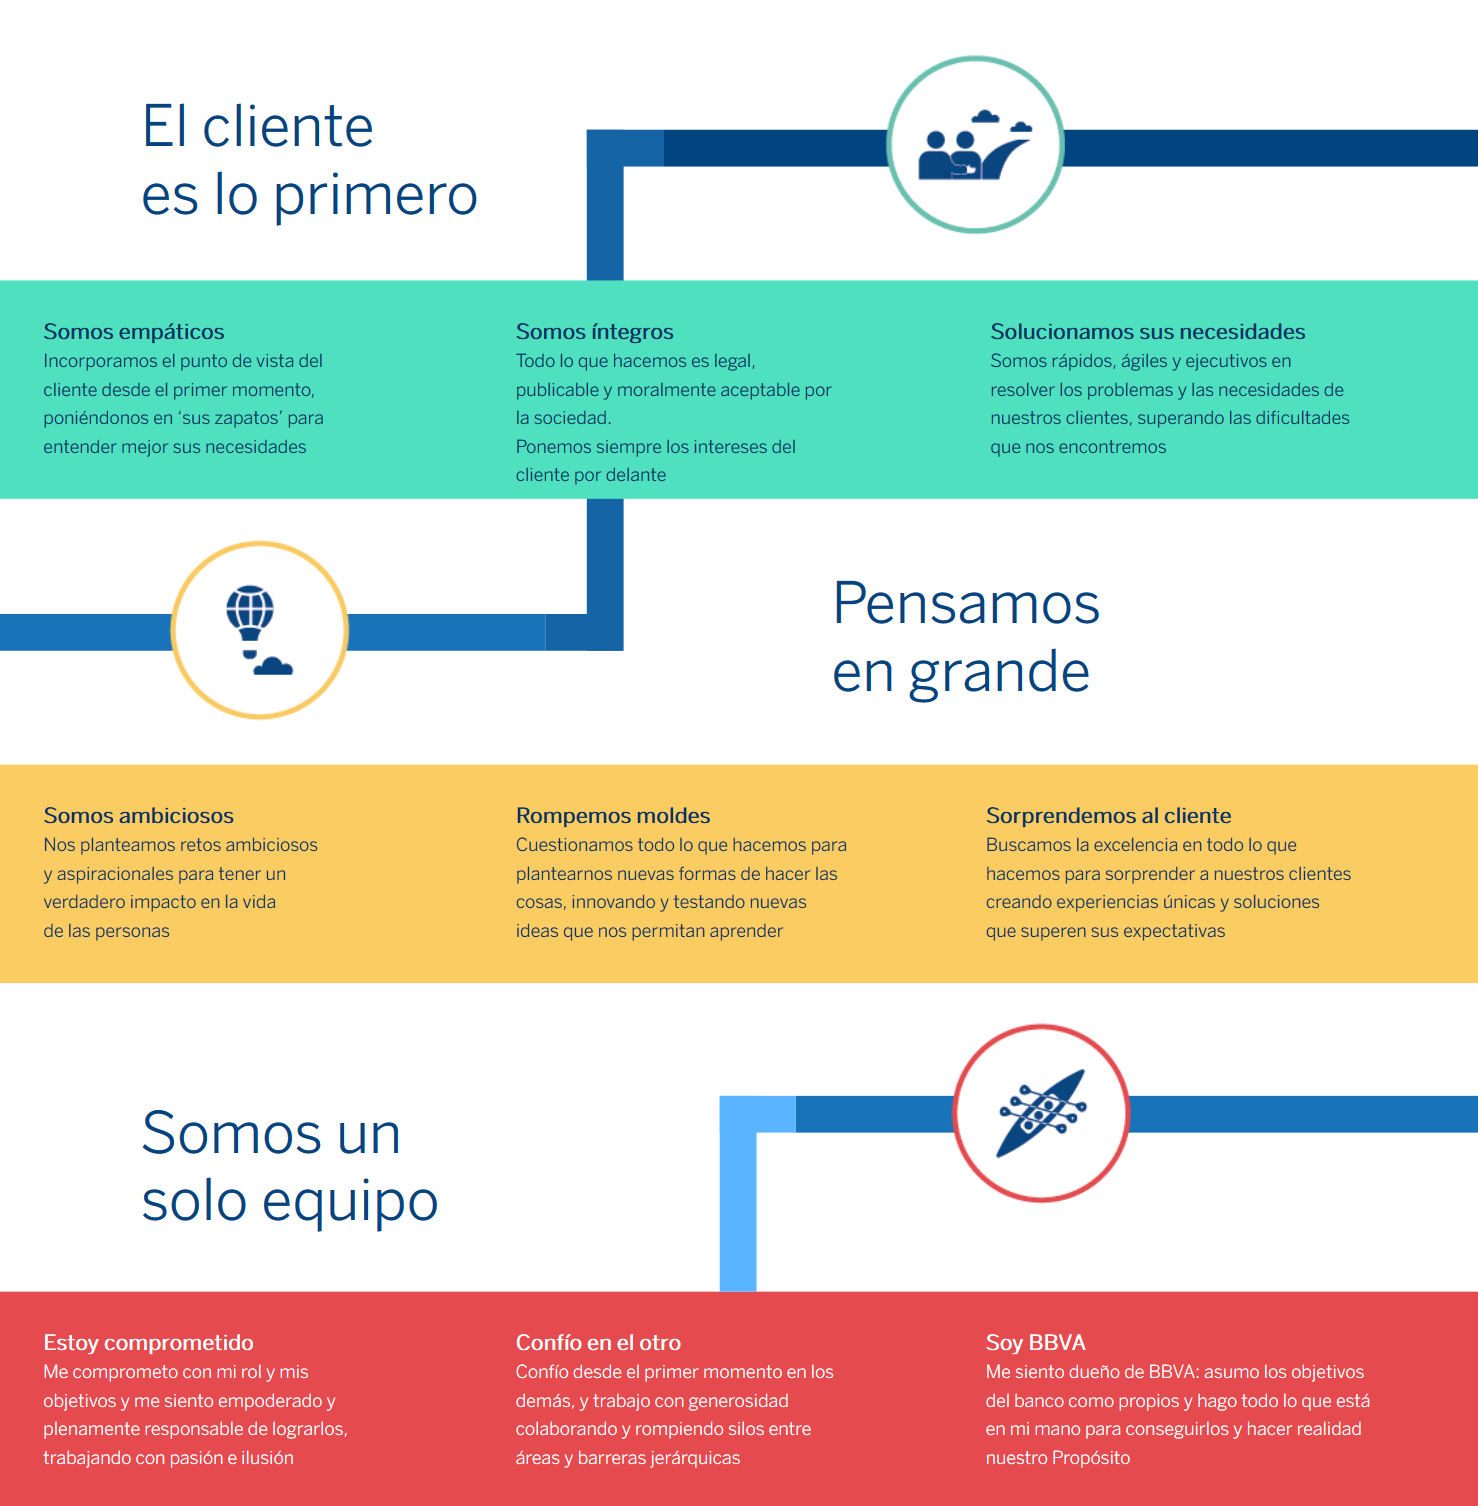 El cliente
es lo primero
Somos empáticos
Incorporamos el punto de vista del
cliente desde el primer momento,
poniéndonos en ‘sus zapatos’ para
entender mejor sus necesidades
Somos íntegros
Todo lo que hacemos es legal,
publicable y moralmente aceptable por
la sociedad.
Ponemos siempre los intereses del
cliente por delante
Solucionamos sus necesidades
Somos rápidos, ágiles y ejecutivos en
resolver los problemas y las necesidades de
nuestros clientes, superando las dificultades
que nos encontremos
Pensamos
en grande
Somos ambiciosos
Nos planteamos retos ambiciosos
y aspiracionales para tener un
verdadero impacto en la vida
de las personas
Rompemos moldes
Cuestionamos todo lo que hacemos para
plantearnos nuevas formas de hacer las
cosas, innovando y testando nuevas
ideas que nos permitan aprender
Sorprendemos al cliente
Buscamos la excelencia en todo lo que
hacemos para sorprender a nuestros clientes
creando experiencias únicas y soluciones
que superen sus expectativas
Somos un
solo equipo
Estoy comprometido
Me comprometo con mi rol y mis
objetivos y me siento empoderado y
plenamente responsable de lograrlos,
trabajando con pasión e ilusión
Confío en el otro
Confío desde el primer momento en los
demás, y trabajo con generosidad
colaborando y rompiendo silos entre
áreas y barreras jerárquicas
Soy BBVA
Me siento dueño de BBVA: asumo los objetivos
del banco como propios y hago todo lo que está
en mi mano para conseguirlos y hacer realidad
nuestro Propósito